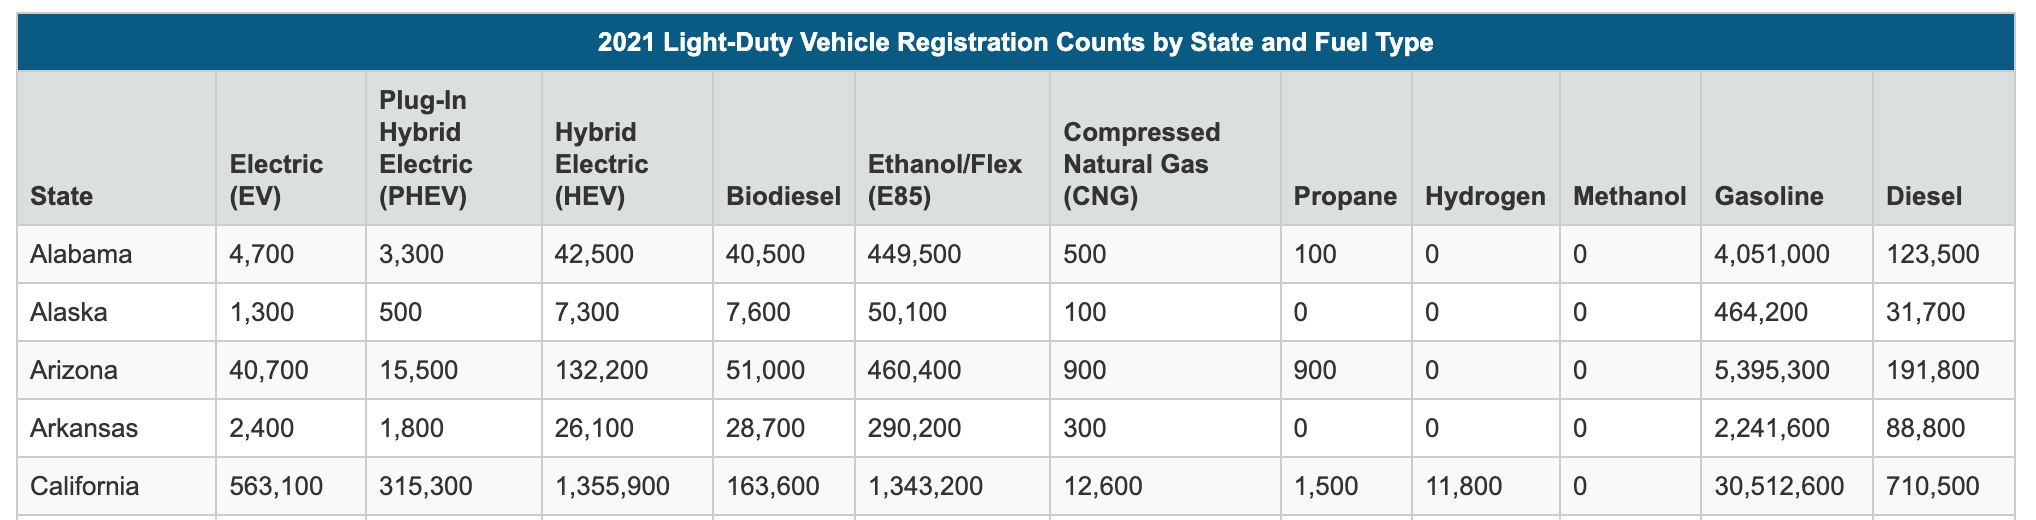 2021 Light-Duty Vehicle Registration Counts by State and Fuel Type
State Electric (EV) Plug-In Hybrid Electric (PHEV) Hybrid Electric (HEV) Biodiesel Ethanol/Flex (E85) Compressed Natural Gas (CNG) Propane Hydrogen Methanol Gasoline Diesel
Alabama 4,700 3,300 42,500 40,500 449,500 500 100 0 0 4,051,000 123,500
Alaska 1,300 500 7,300 7,600 50,100 100 0 0 0 464,200 31,700
Arizona 40,700 15,500 132,200 51,000 460,400 900 900 0 0 5,395,300 191,800
Arkansas 2,400 1,800 26,100 28,700 290,200 300 0 0 0 2,241,600 88,800
California 563,100 315,300 1,355,900 163,600 1,343,200 12,600 1,500 11,800 0 30,512,600 710,500